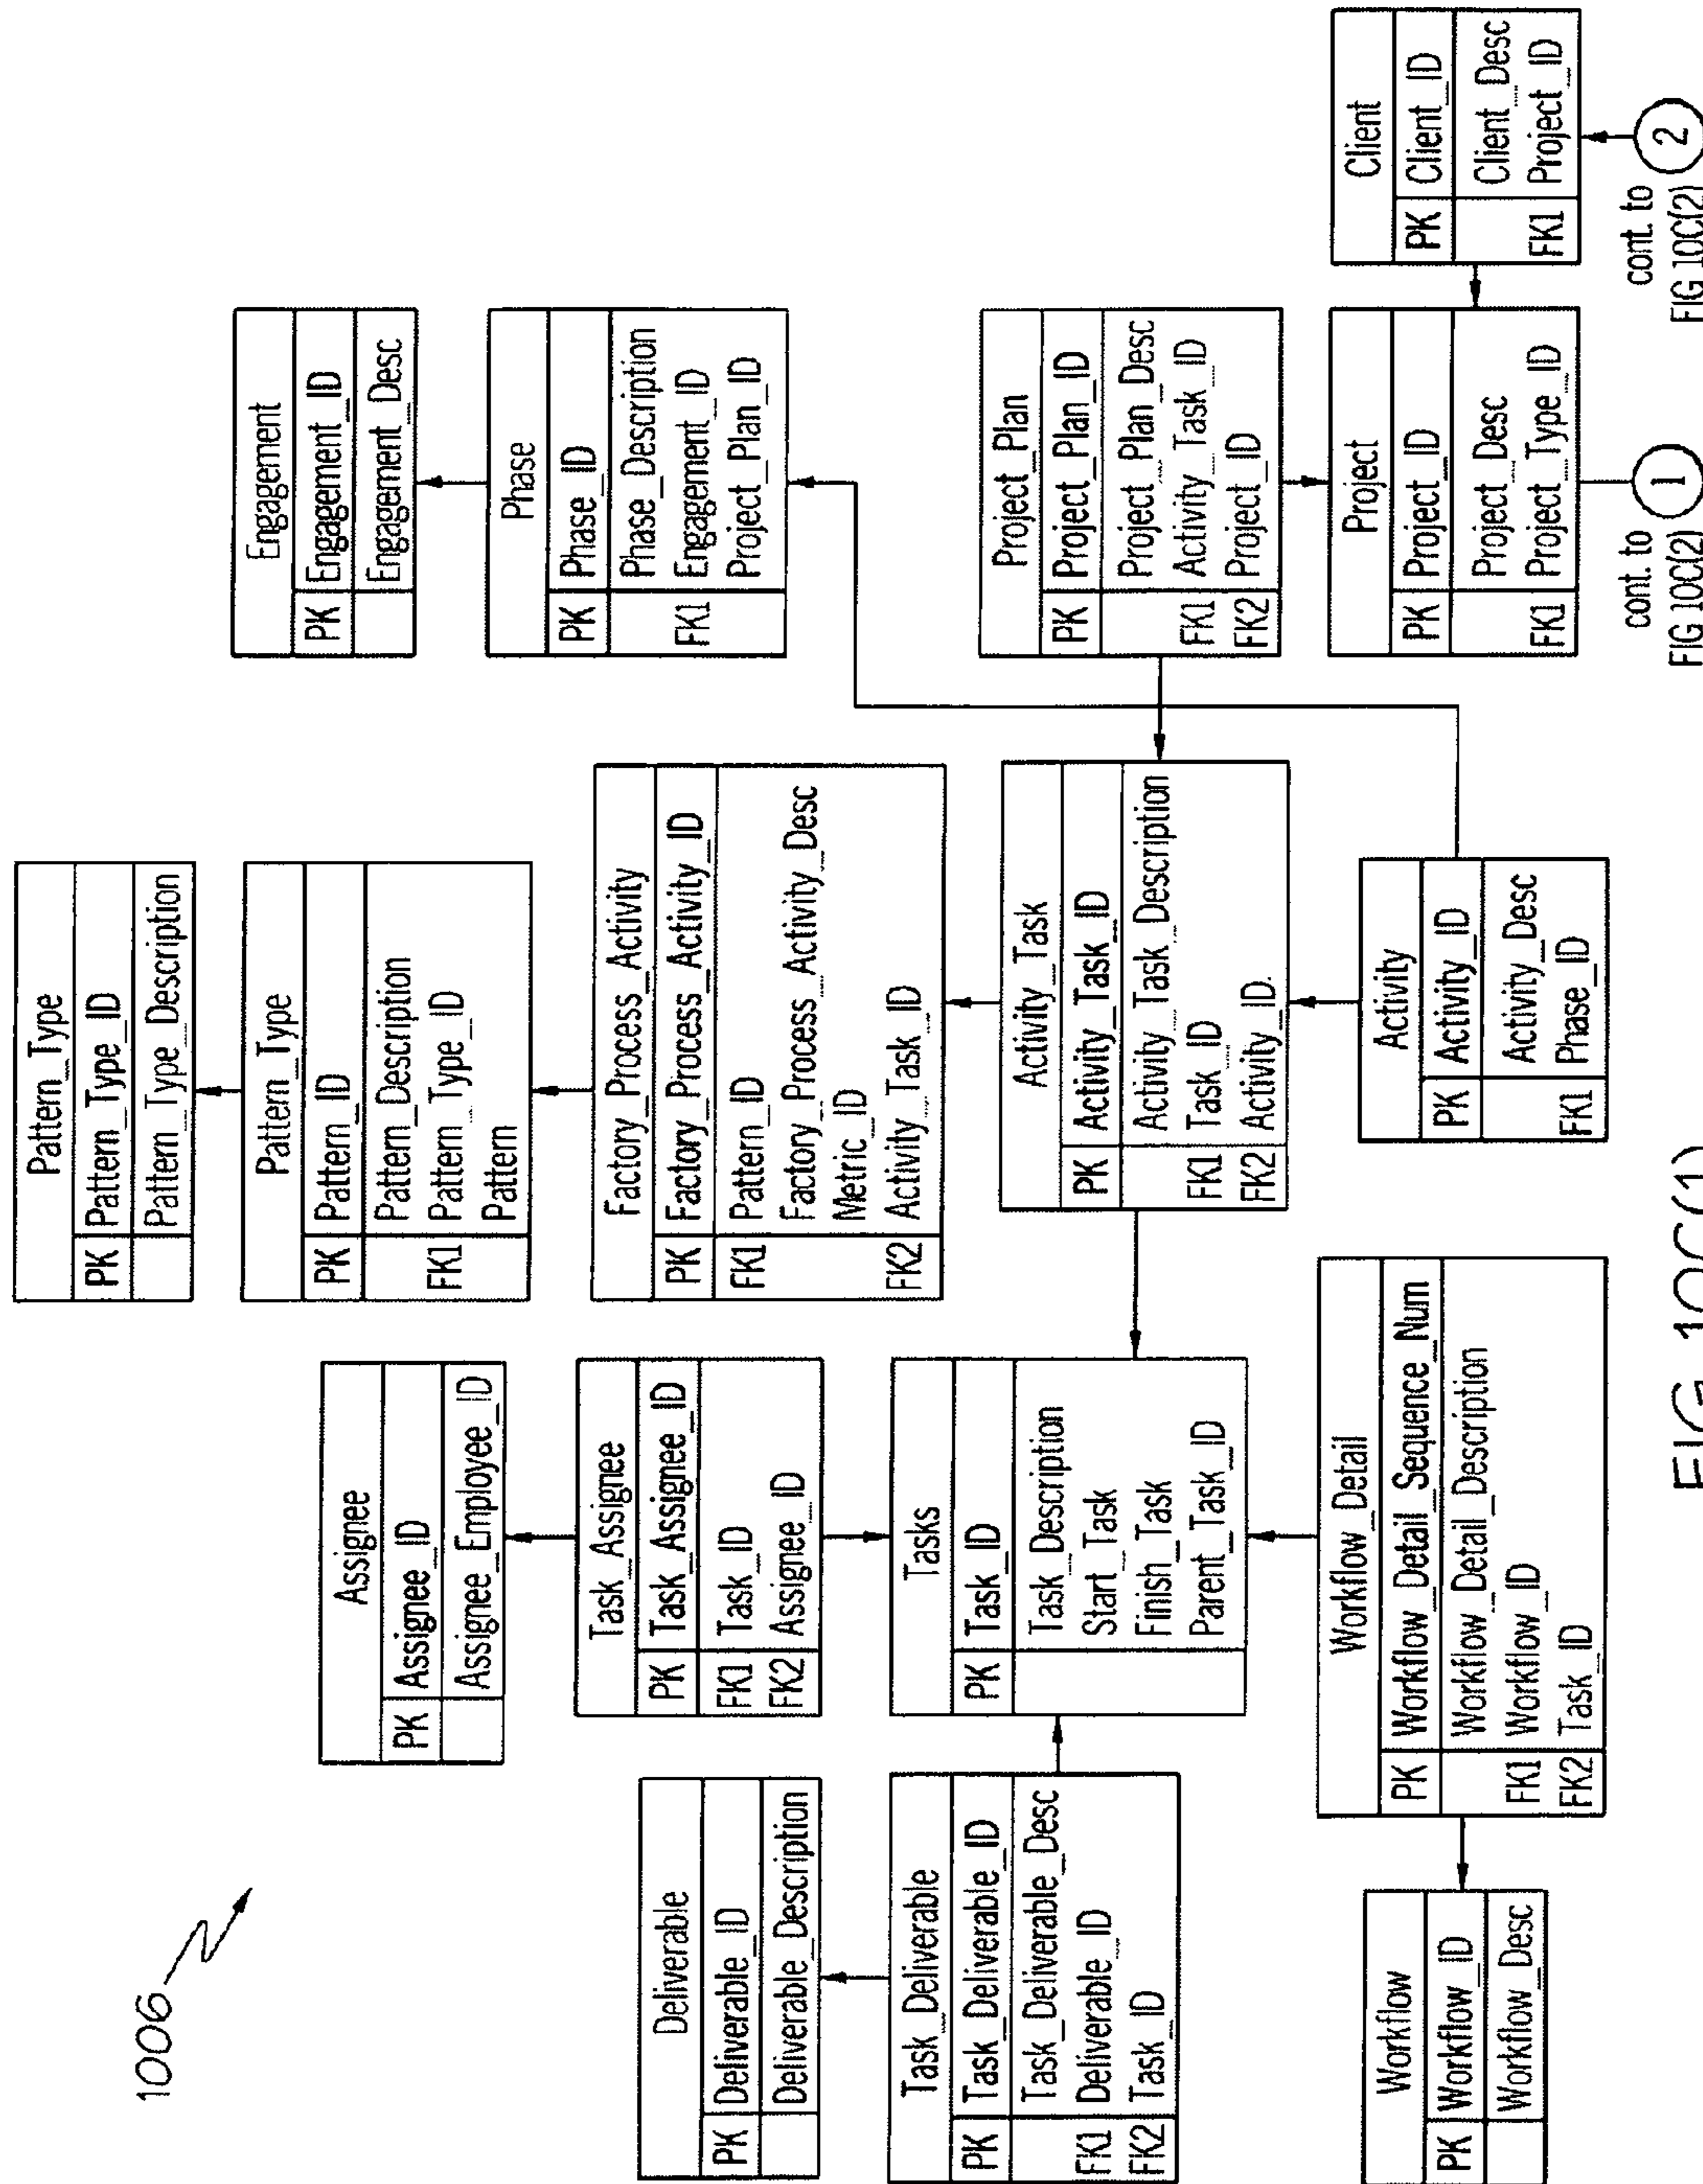 1006
Pattern_Type
PK Pattern_Type_ID
Pattern_Type_Description
Pattern_Type
PK Pattern_ID
Pattern_Description
FK1 Pattern_Type_ID
Pattern
Factory_Process_Activity
PK Factory_Process_Activity_ID
FK1 Pattern_ID
Factory_Process_Activity_Desc
Metric_ID
FK2 Activity_Task_ID
Engagement
PK Engagement_ID
Engagement_Desc
Phase
PK Phase_ID
Phase_Description
FK1 Engagement_ID
Project_Plan_ID
Assignee
PK Assignee_ID
Assignee_Employee_ID
Task_Assignee
PK Task_Assignee_ID
FK1 Task_ID
FK2 Assignee_ID
Deliverable
PK Deliverable_ID
Deliverable_Description
Task_Deliverable
PK Task_Deliverable_ID
Task_Deliverable_Desc
FK1 Deliverable_ID
FK2 Task_ID
Tasks
PK Task_ID
Task_Description
Start_Task
Finish_Task
Parent_Task_ID
Activity_Task
PK Activity_Task_ID
Activity_Task_Description
FK1 Task_ID
FK2 Activity_ID.
Project_Plan
PK Project_Plan_ID
Project_Plan_Desc
FK1 Activity_Task_ID
FK2 Project_ID
Workflow
PK Workflow_ID
Workflow_Desc
Workflow_Detail
PK Workflow_Detail_Sequence_Num
Workflow_Detail_Description
FK1 Workflow_ID
FK2 Task_ID
Activity
PK Activity_ID
Activity_Desc
FK1 Phase_ID
Project
PK Project_ID
Project_Desc
FK1 Project_Type_ID
Client
PK Client_ID
Client_Desc
FK1 Project_ID
cont. to
FIG 10C(2)
1
cont. to
FIG 10C(2)
2
FIG 10C(1)